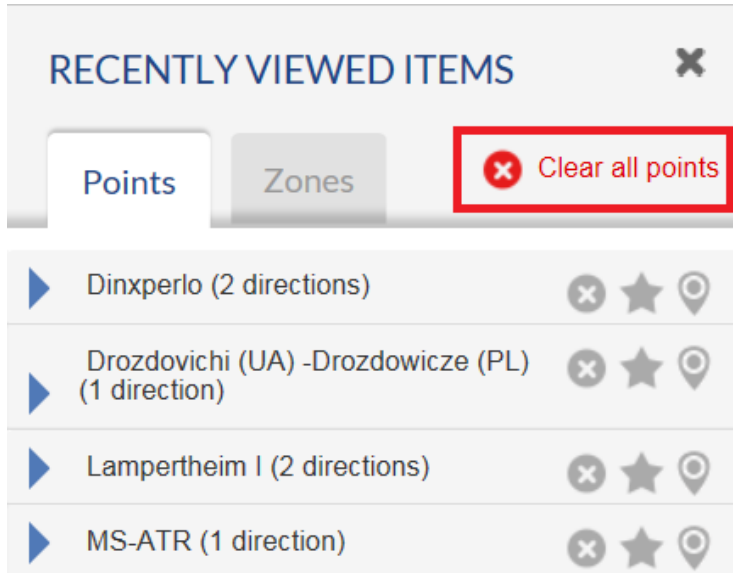 RECENTLY VIEWED ITEMS
Points
Zones
Clear all points
Dinxperlo (2 directions)
Drozdovichi (UA) -Drozdowicze (PL)
(1 direction)
Lampertheim I (2 directions)
MS-ATR (1 direction)